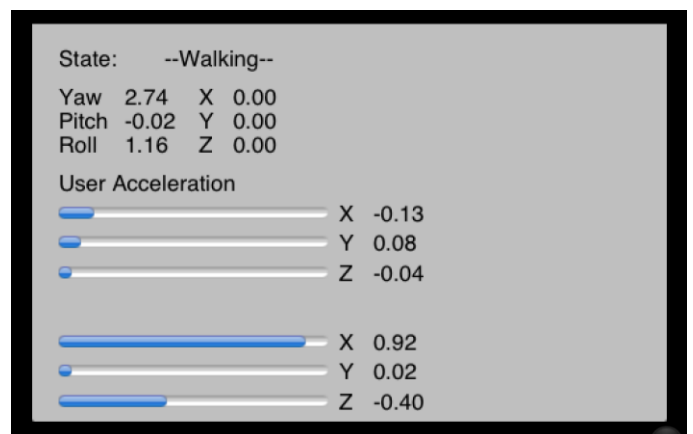 State: --Walking--
Yaw 2.74 X 0.00
Pitch -0.02 Y 0.00
Roll 1.16 Z 0.00
User Acceleration
X -0.13
Y 0.08
Z -0.04
X 0.92
Y 0.02
Z -0.40